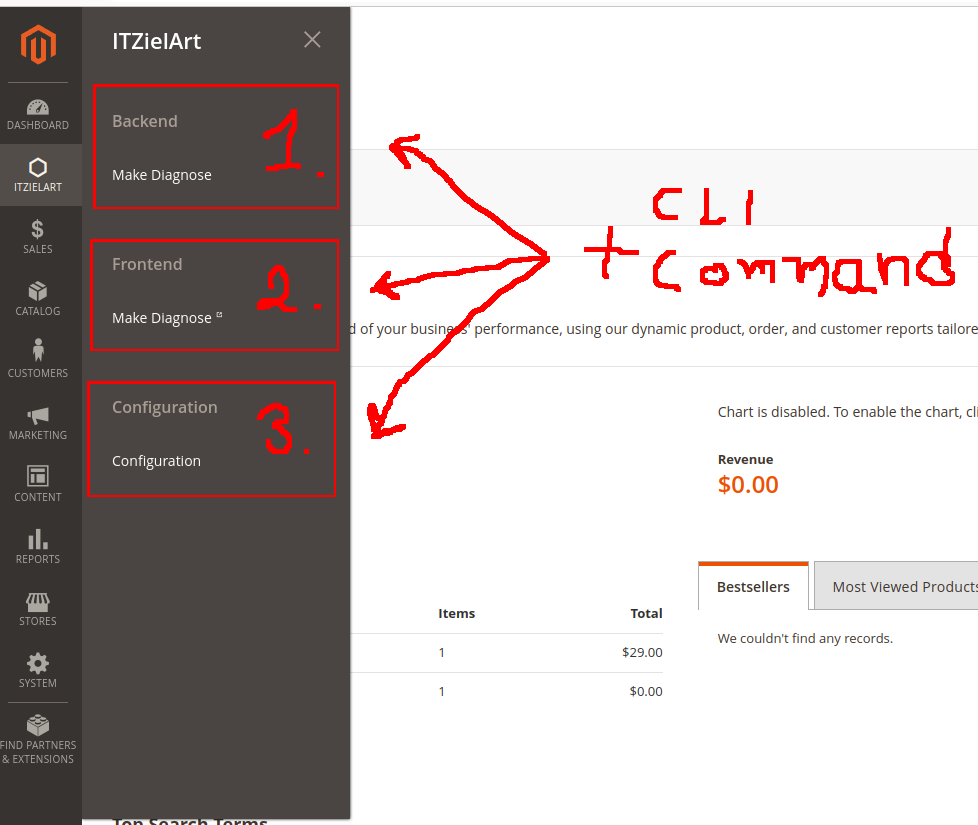 ITZielArt
Backend
Make Diagnose
1.
Frontend
Make Diagnose
2.
Configuration
Configuration
3.
DASHBOARD
ITZIELART
SALES
CATALOG
CUSTOMERS
MARKETING
CONTENT
REPORTS
STORES
SYSTEM
FIND PARTNERS
& EXTENSIONS
CLI
+ Command
d of your business' performance, using our dynamic product, order, and customer reports
Chart is disabled. To enable the chart,
Revenue
$0.00
Bestsellers
Most Viewed Products
We couldn't find any records.
Items Total
1 $29.00
1 $0.00
Top Search Terms